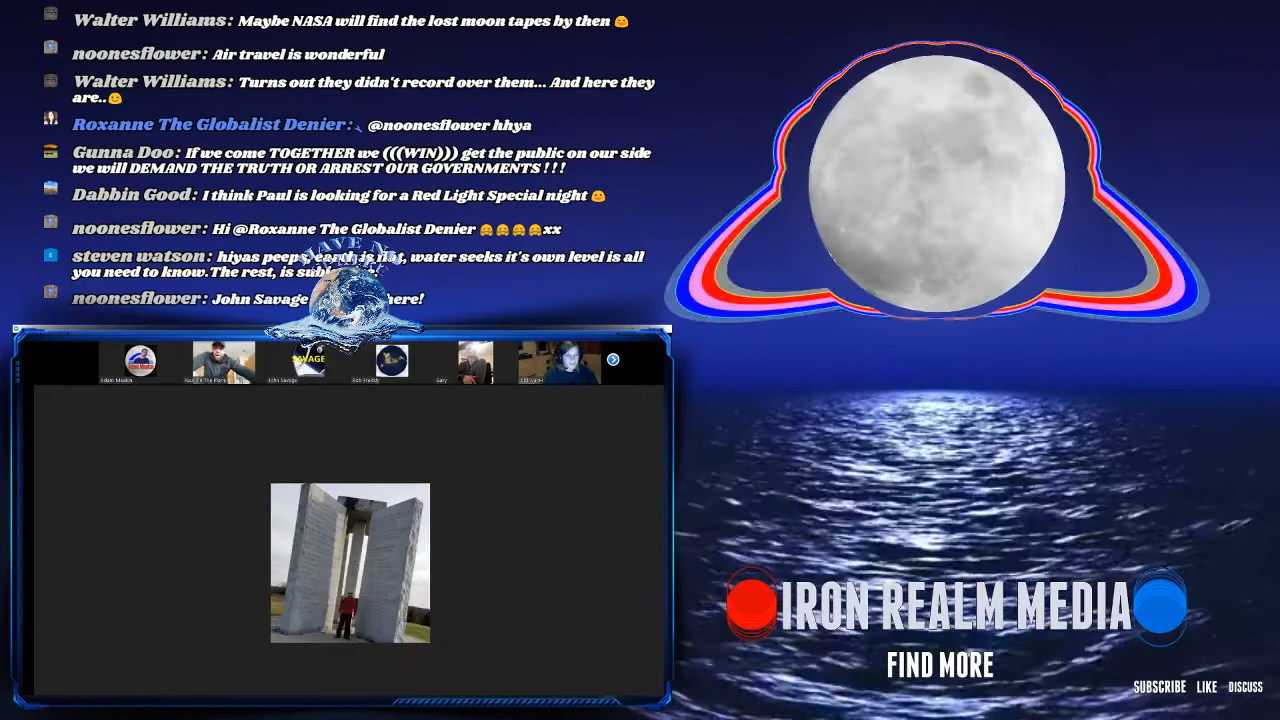 Walter Williams: Maybe NASA will find the lost moon tapes by then
noonesflower: Air travel is wonderful
Walter Williams: Turns out they didn't record over them... And here they
are..
Roxanne The Globalist Denier: @noonesflower hhya
Gunna Doo: If we come TOGETHER we (((WIN))) get the public on our side
we will DEMAND THE TRUTH OR ARREST OUR GOVERNMENTS ! ! !
Dabbin Good: I think Paul is looking for a Red Light Special night
noonesflower: Hi @Roxanne The Globalist Denier xx
steven watson: hiyas peeps, earth is flat, water seeks it's own level is all
you need to know.The rest, is
noonesflower: John Savage here!
SAVAGE
Adam Meakin
Paul On The Plane
John Savage
Rob Freddy
Gary
IRON REALM MEDIA
FIND MORE
SUBSCRIBE LIKE DISCUSS